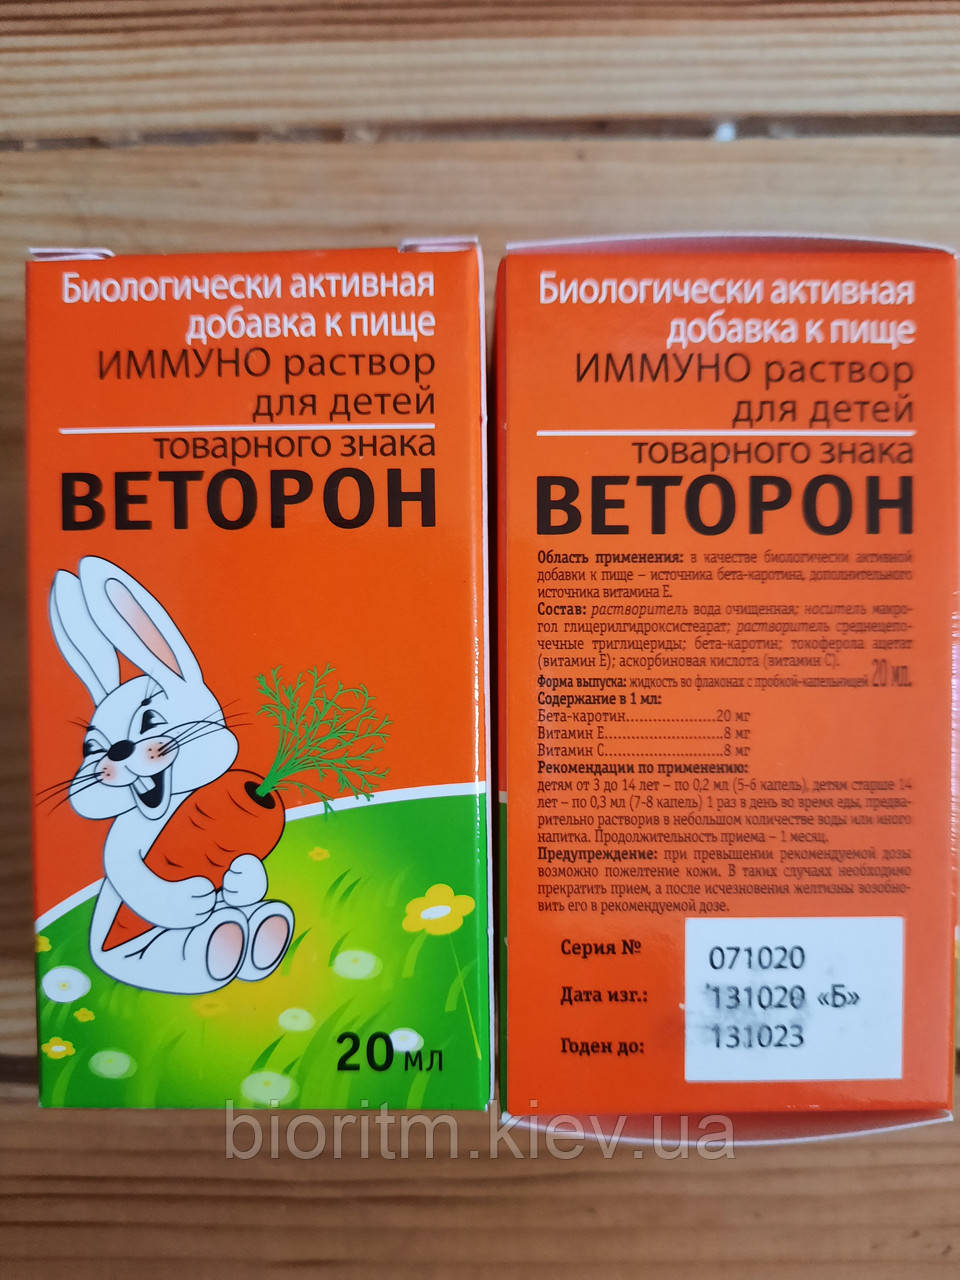 Биологически активная
добавка к пище
ИММУНО раствор
для детей
товарного знака
ВЕТОРОН
20 мл
Биологически активная
добавка к пище
ИММУНО раствор
для детей
товарного знака
ВЕТОРОН
Область применения: в качестве биологически активной
добавки к пище – источника бета-каротина, дополнительного
источника витамина Е.
Состав: растворитель вода очищенная; носитель макро-
гол глицерилгидроксистеарат; растворитель среднецепо-
чечные триглицериды; бета-каротин; токоферола ацетат
(витамин Е); аскорбиновая кислота (витамин С).
Форма выпуска: жидкость во флаконах с пробкой-капельницей 20 мл.
Содержание в 1 мл:
Бета-каротин......................20 мг
Витамин Е............................8 мг
Витамин С............................8 мг
Рекомендации по применению:
детям от 3 до 14 лет – по 0,2 мл (5-6 капель), детям старше 14
лет – по 0,3 мл (7-8 капель) 1 раз в день во время еды, предва-
рительно растворив в небольшом количестве воды или иного
напитка. Продолжительность приема – 1 месяц.
Предупреждение: при превышении рекомендуемой дозы
возможно пожелтение кожи. В таких случаях необходимо
прекратить прием, а после исчезновения желтизны возобно-
вить его в рекомендуемой дозе.
Серия № 071020
Дата изг.: 131020 «Б»
Годен до: 131023
bioritm.kiev.ua